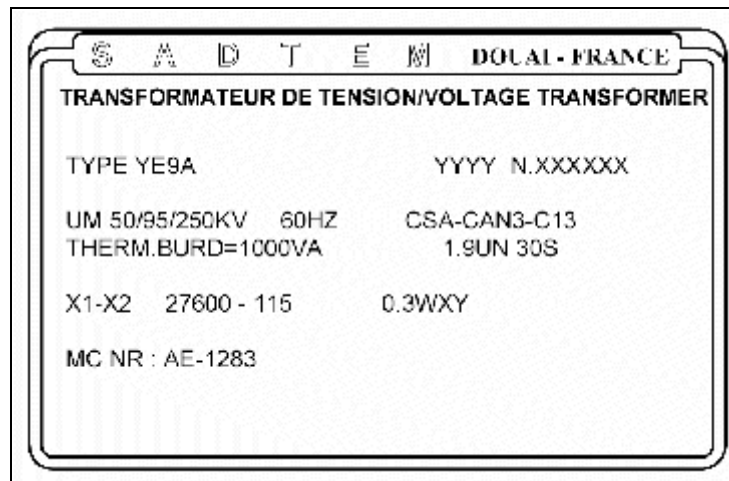 SADTEM DOUAI - FRANCE
TRANSFORMATEUR DE TENSION/VOLTAGE TRANSFORMER
TYPE YE9A YYYY N.XXXXXX
UM 50/95/250KV 60HZ CSA-CAN3-C13
THERM.BURD=1000VA 1.9UN 30S
X1-X2 27600 - 115 0.3WXY
MC NR : AE-1283